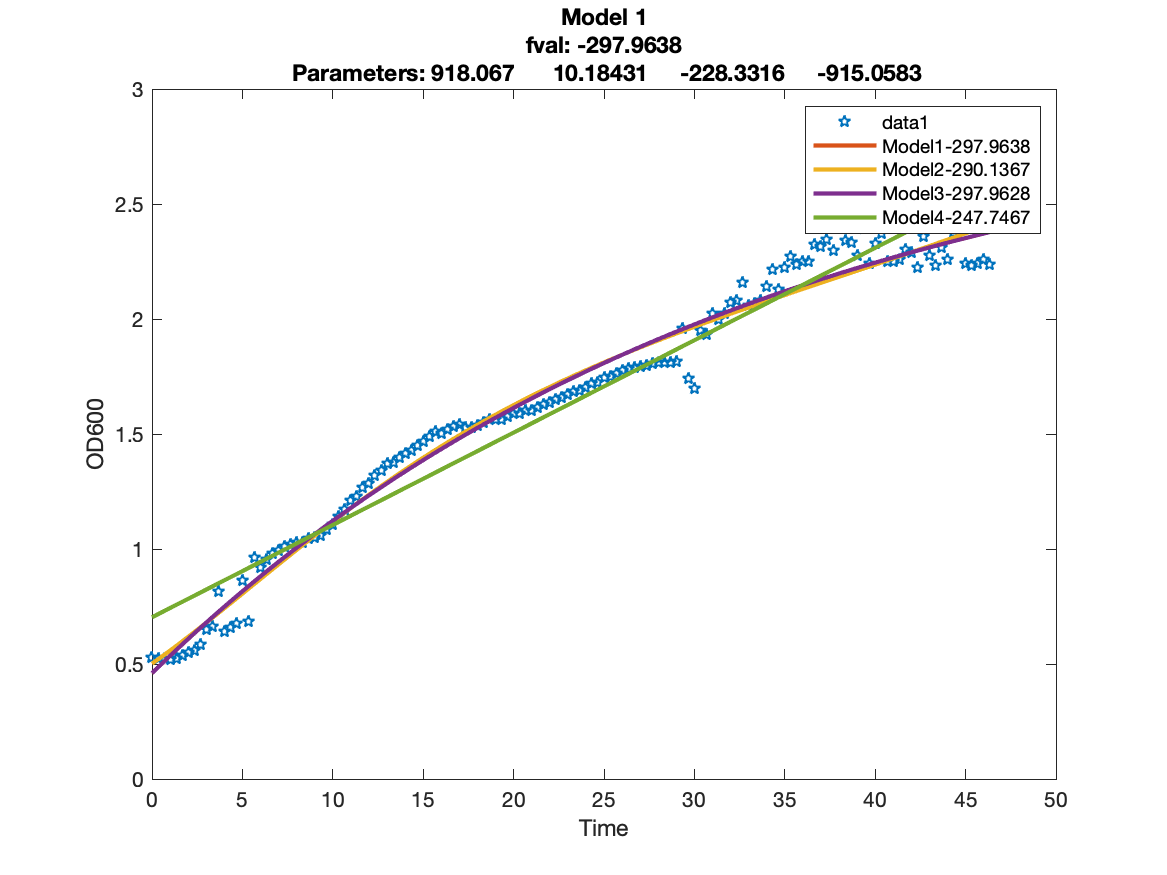 Model 1
fval: -297.9638
Parameters: 918.067 10.18431 -228.3316 -915.0583
3
data1
Model1-297.9638
Model2-290.1367
Model3-297.9628
Model4-247.7467
2.5
2
1.5
1
0.5
0
OD600
0 5 10 15 20 25 30 35 40 45 50
Time